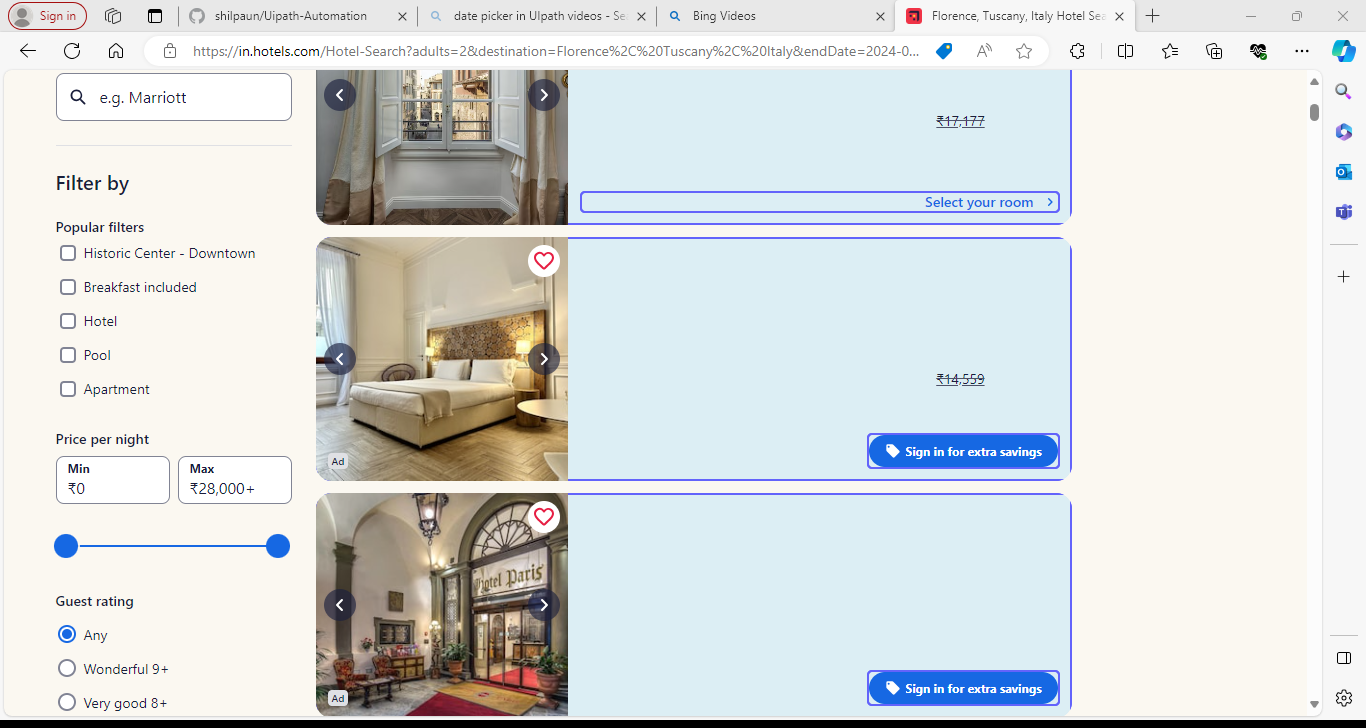 Sign in
shilpaun/Uipath-Automation
date picker in UIpath videos - Se
Bing Videos
Florence, Tuscany, Italy Hotel Sea
https://in.hotels.com/Hotel-Search?adults=2&destination=Florence%2C%20Tuscany%2C%20Italy&endDate=2024-0...
e.g. Marriott
Filter by
Popular filters
Historic Center - Downtown
Breakfast included
Hotel
Pool
Apartment
Price per night
Min
₹0
Max
₹28,000+
Guest rating
Any
Wonderful 9+
Very good 8+
₹17,177
Select your room
Ad
₹14,559
Sign in for extra savings
hotel Paris
Ad
Sign in for extra savings